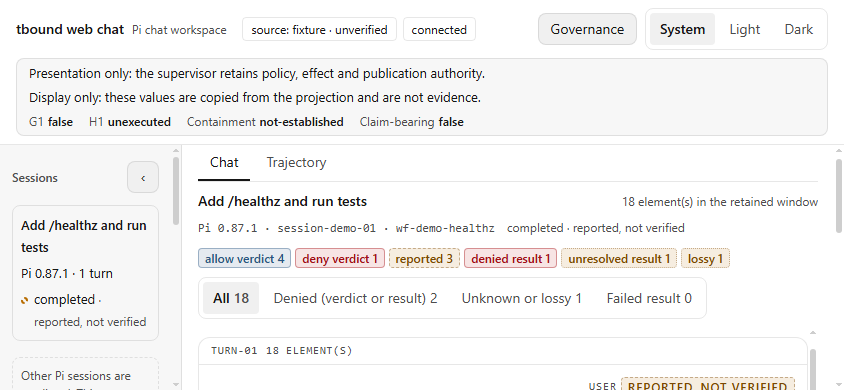 tbound web chat Pi chat workspace source: fixture · unverified connected Governance System Light Dark
Presentation only: the supervisor retains policy, effect and publication authority.
Display only: these values are copied from the projection and are not evidence.
G1 false H1 unexecuted Containment not-established Claim-bearing false
Sessions
Add /healthz and run
tests
Pi 0.87.1 · 1 turn
completed ·
reported, not verified
Other Pi sessions are
Chat Trajectory
Add /healthz and run tests 18 element(s) in the retained window
Pi 0.87.1 · session-demo-01 · wf-demo-healthz completed · reported, not verified
allow verdict 4 deny verdict 1 reported 3 denied result 1 unresolved result 1 lossy 1
All 18 Denied (verdict or result) 2 Unknown or lossy 1 Failed result 0
TURN-01 18 ELEMENT(S)
USER REPORTED, NOT VERIFIED